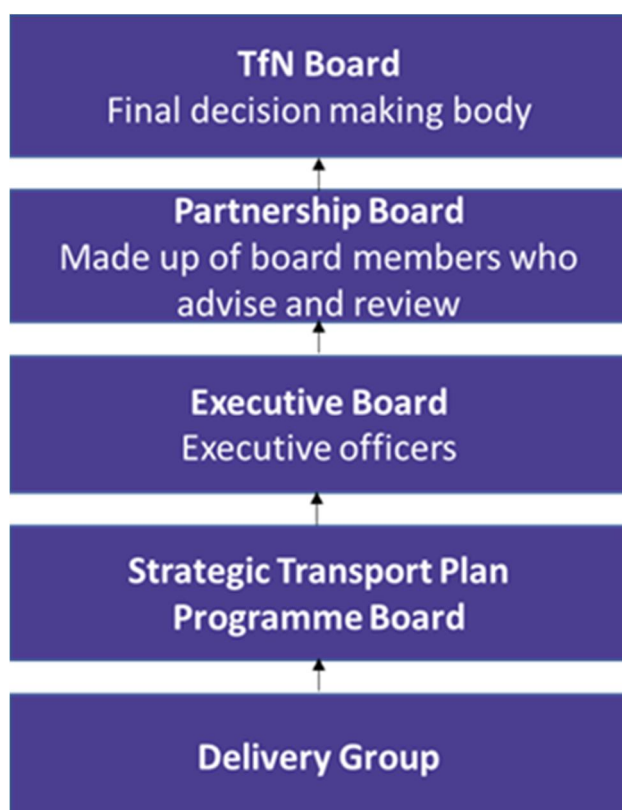 TfN Board
Final decision making body
Partnership Board
Made up of board members who
advise and review
Executive Board
Executive officers
Strategic Transport Plan
Programme Board
Delivery Group